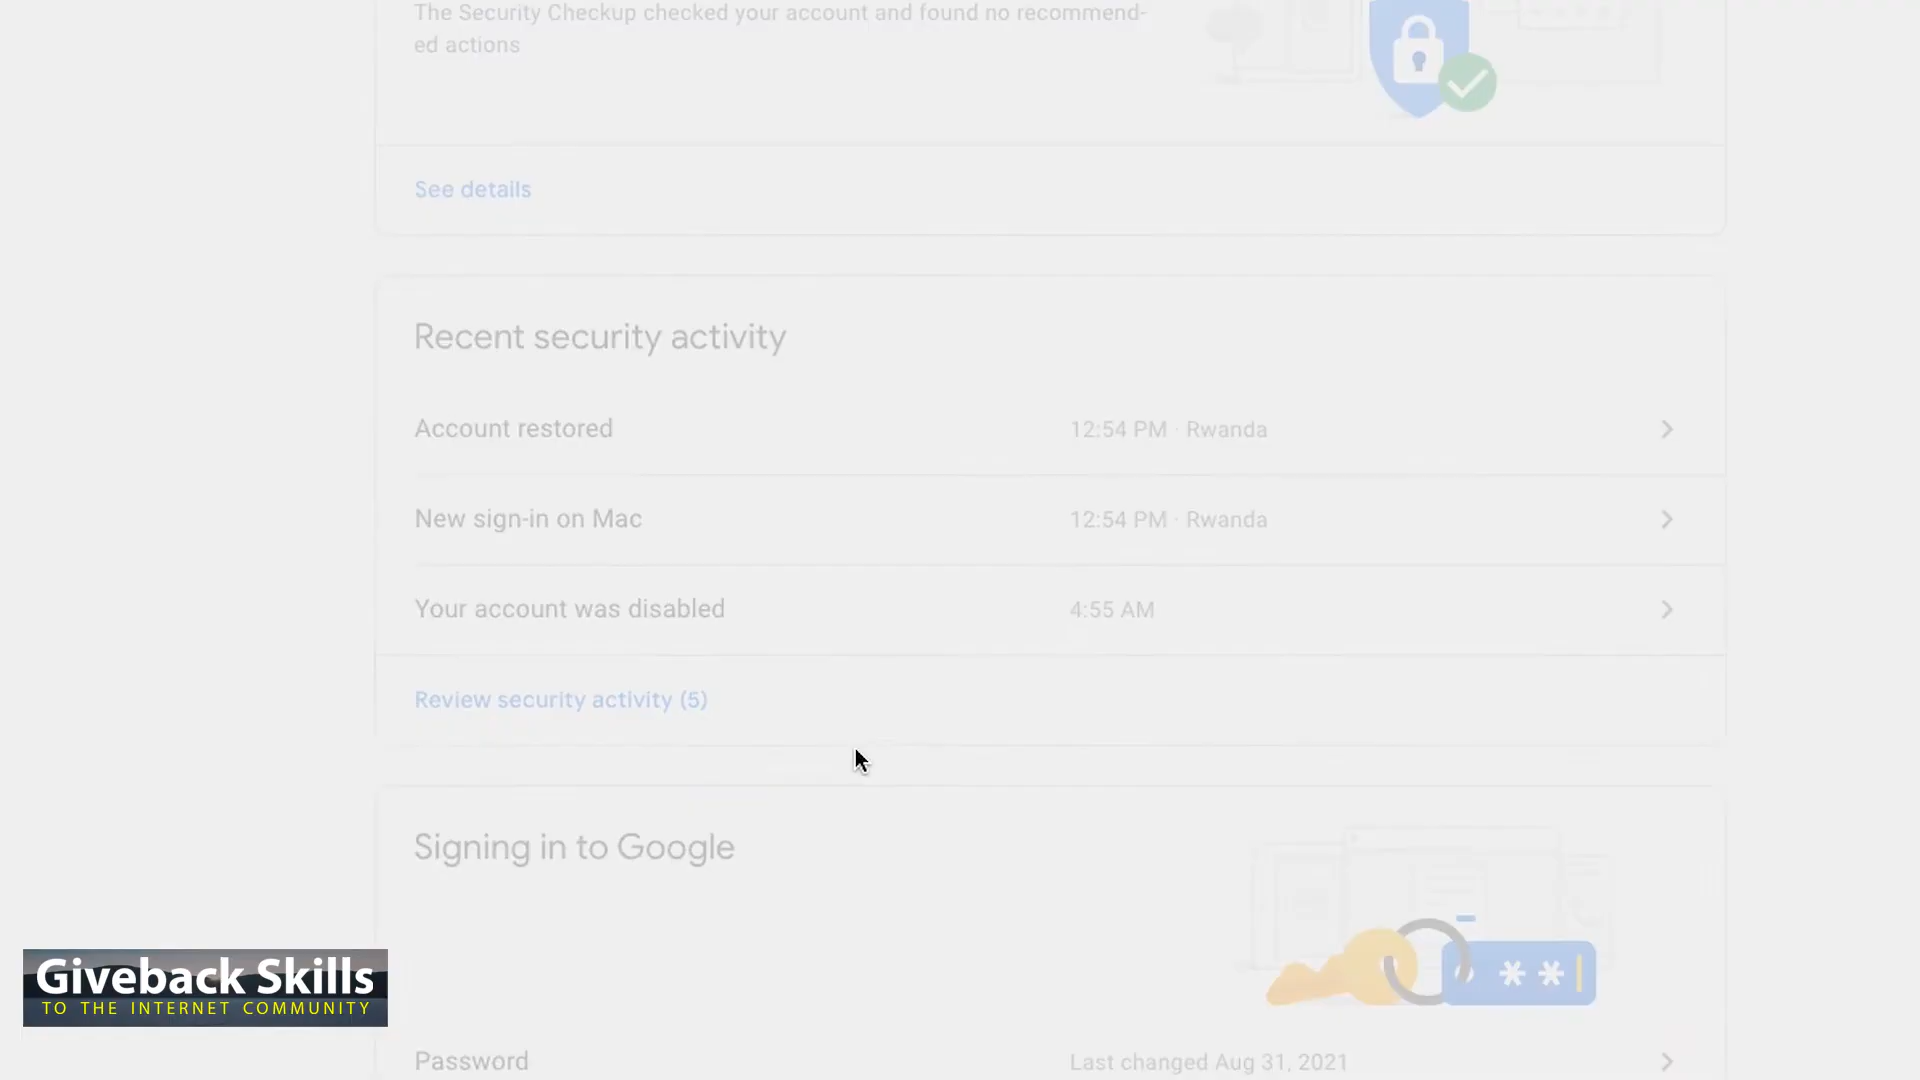 The Security Checkup checked your account and found no recommend-
ed actions
See details
Recent security activity
Account restored 12:54 PM · Rwanda
New sign-in on Mac 12:54 PM · Rwanda
Your account was disabled 4:55 AM
Review security activity (5)
Signing in to Google
**
Password Last changed Aug 31, 2021
Giveback Skills
TO THE INTERNET COMMUNITY